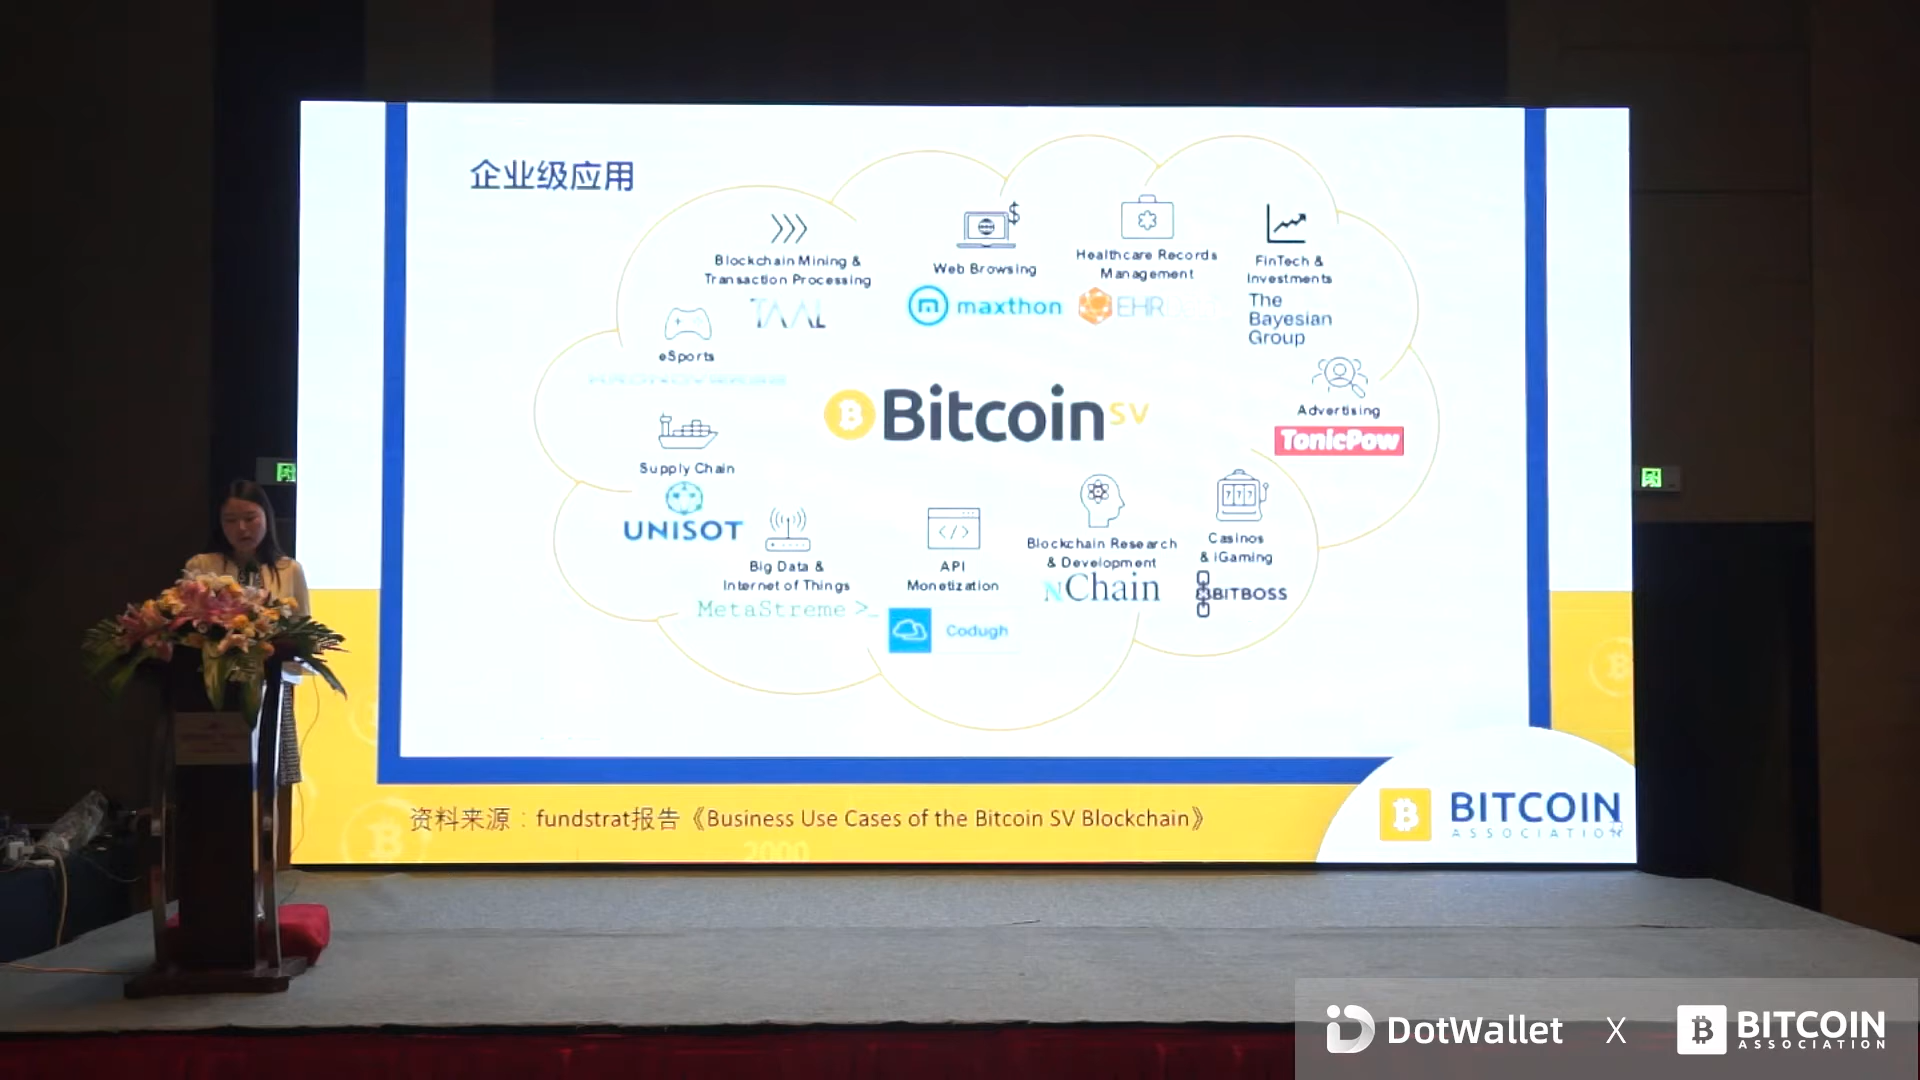 企业级应用
Blockchain Mining &
Transaction Processing
TAAL
Web Browsing
maxthon
Healthcare Records
Management
EHR
FinTech &
Investments
The
Bayesian
Group
eSports
Bitcoin SV
Advertising
TonicPow
Supply Chain
UNISOT
Big Data &
Internet of Things
MetaStreme >_
API
Monetization
Codugh
Blockchain Research
& Development
nChain
Casinos
& iGaming
BITBOSS
资料来源：fundstrat报告《Business Use Cases of the Bitcoin SV Blockchain》
2000
BITCOIN
ASSOCIATION
DotWallet X BITCOIN
ASSOCIATION